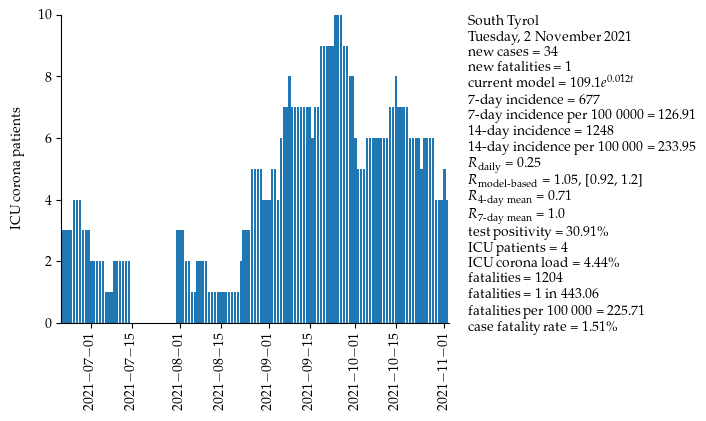 10
8
6
4
2
0
ICU corona patients
2021−07−01
2021−07−15
2021−08−01
2021−08−15
2021−09−01
2021−09−15
2021−10−01
2021−10−15
2021−11−01
South Tyrol
Tuesday, 2 November 2021
new cases = 34
new fatalities = 1
current model = 109.1e^0.012t
7-day incidence = 677
7-day incidence per 100 0000 = 126.91
14-day incidence = 1248
14-day incidence per 100 000 = 233.95
R_daily = 0.25
R_model-based = 1.05, [0.92, 1.2]
R_4-day mean = 0.71
R_7-day mean = 1.0
test positivity = 30.91%
ICU patients = 4
ICU corona load = 4.44%
fatalities = 1204
fatalities = 1 in 443.06
fatalities per 100 000 = 225.71
case fatality rate = 1.51%